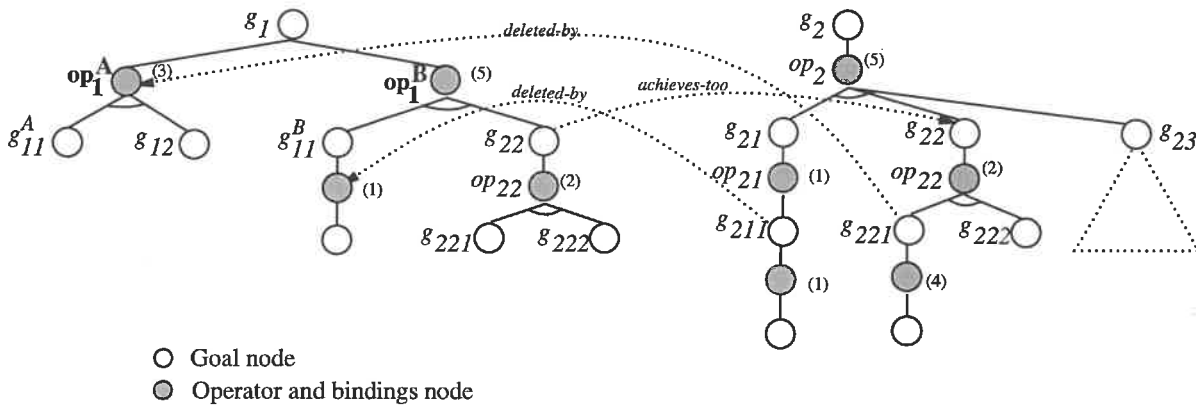 g1 g2
deleted-by
op1A (3) op1B (5) op2 (5)
deleted-by achieves-too
g11A g12 g11B g22 g21 g22 g23
(1) op22 (2) op21 (1) op22 (2)
g221 g222 g211 g221 g222
(1) (4)
Goal node
Operator and bindings node